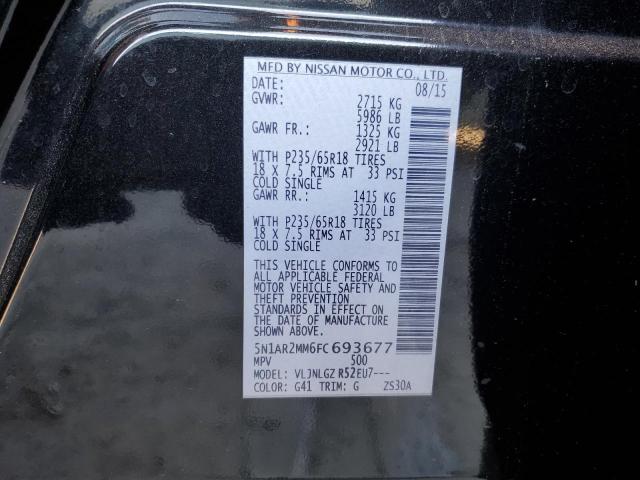 MFD BY NISSAN MOTOR CO., LTD.
DATE: 08/15
GVWR: 2715 KG
5986 LB
GAWR FR.: 1325 KG
2921 LB
WITH P235/65R18 TIRES
18 X 7.5 RIMS AT 33 PSI
COLD SINGLE
GAWR RR.: 1415 KG
3120 LB
WITH P235/65R18 TIRES
18 X 7.5 RIMS AT 33 PSI
COLD SINGLE
THIS VEHICLE CONFORMS TO
ALL APPLICABLE FEDERAL
MOTOR VEHICLE SAFETY AND
THEFT PREVENTION
STANDARDS IN EFFECT ON
THE DATE OF MANUFACTURE
SHOWN ABOVE.
5N1AR2MM6FC693677
MPV 500
MODEL: VLJNLGZ R52EU7---
COLOR: G41 TRIM: G ZS30A